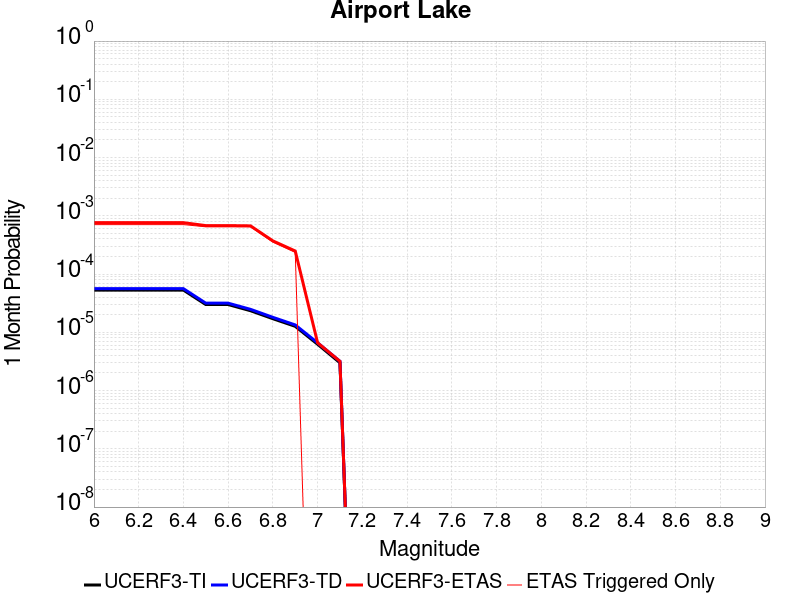 Airport Lake
10^0
10^-1
10^-2
10^-3
10^-4
10^-5
10^-6
10^-7
10^-8
1 Month Probability
6 6.2 6.4 6.6 6.8 7 7.2 7.4 7.6 7.8 8 8.2 8.4 8.6 8.8 9
Magnitude
UCERF3-TI UCERF3-TD UCERF3-ETAS ETAS Triggered Only